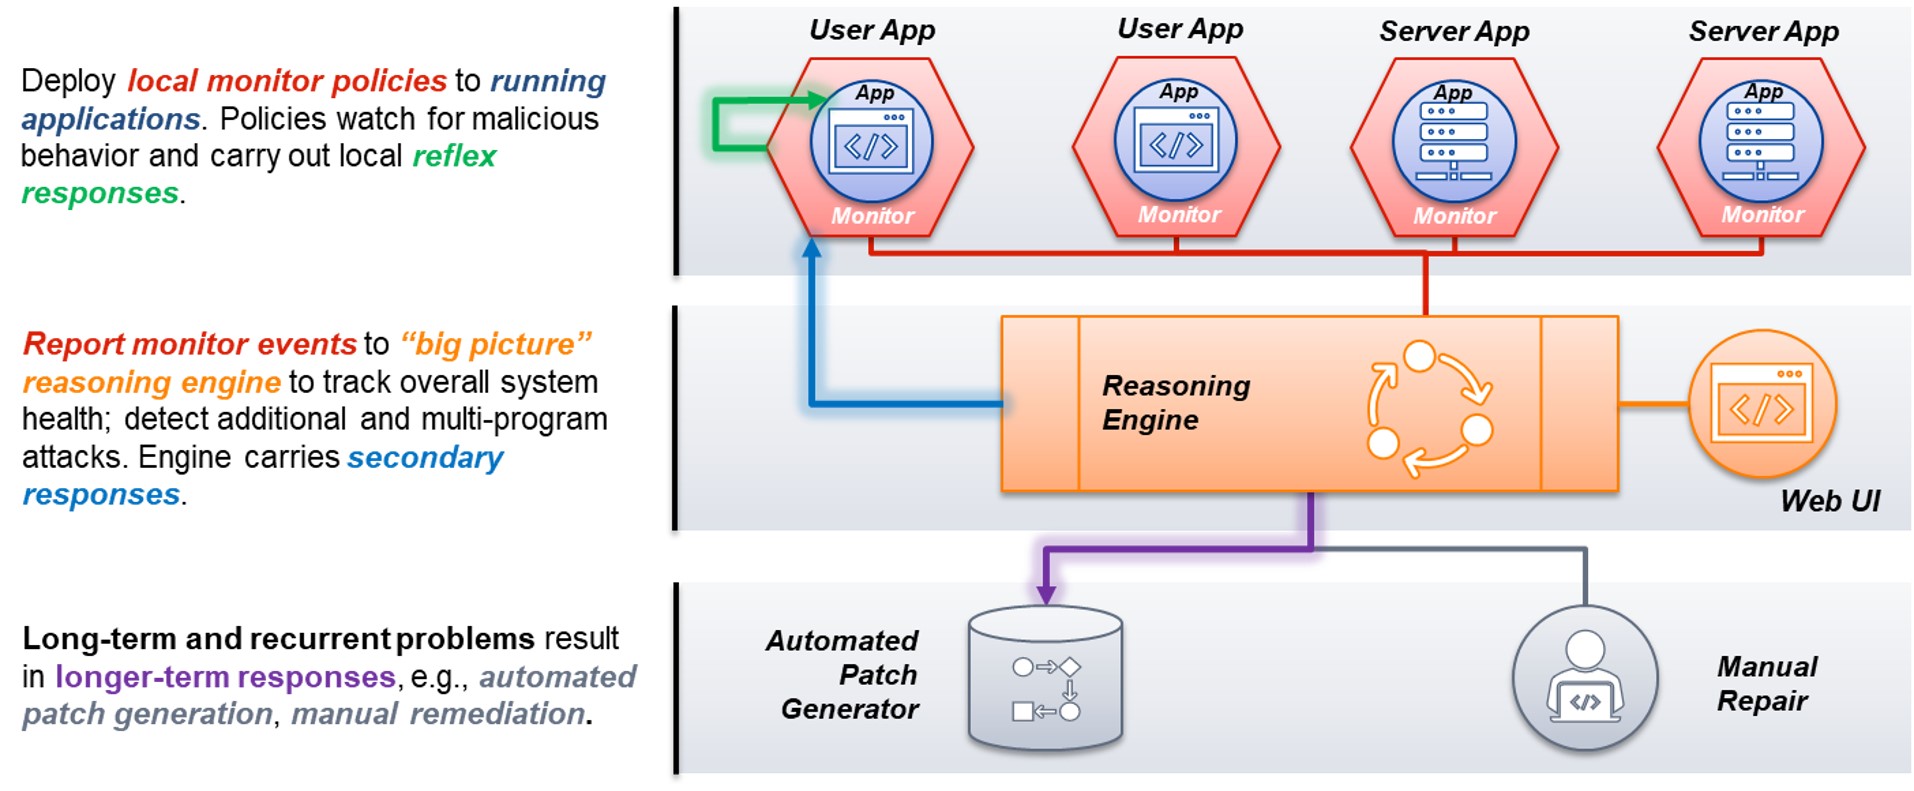 Deploy local monitor policies to running
applications. Policies watch for malicious
behavior and carry out local reflex
responses.
User App
User App
Server App
Server App
App
App
App
App
</>
</>
Monitor
Monitor
Monitor
Monitor
Report monitor events to “big picture”
reasoning engine to track overall system
health; detect additional and multi-program
attacks. Engine carries secondary
responses.
Reasoning
Engine
</>
Web UI
Long-term and recurrent problems result
in longer-term responses, e.g., automated
patch generation, manual remediation.
Automated
Patch
Generator
</>
Manual
Repair